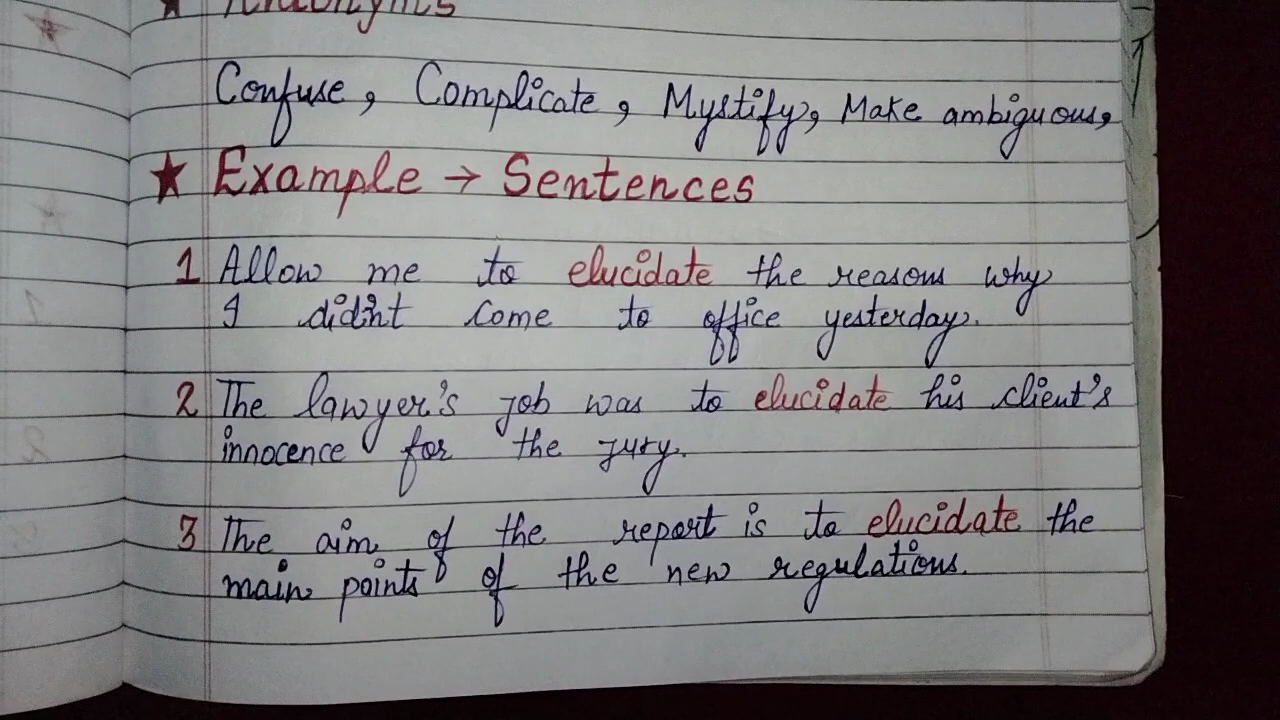 ★ Antonyms
Confuse, Complicate, Mystify, Make ambiguous,
★ Example → Sentences
1 Allow me to elucidate the reasons why
I didn't come to office yesterday.
2 The lawyer's job was to elucidate his client's
innocence for the jury.
3 The aim of the report is to elucidate the
main points of the new regulations.